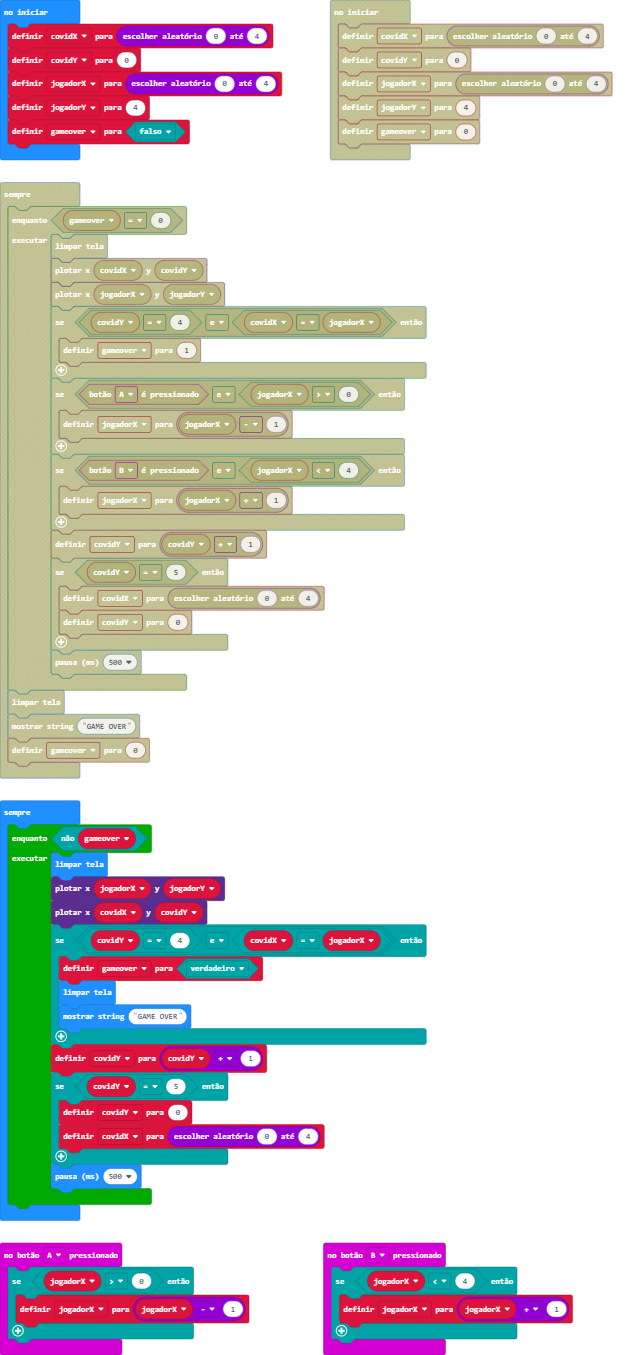 no iniciar
definir covidX para escolher aleatório 0 até 4
definir covidY para 0
definir jogadorX para escolher aleatório 0 até 4
definir jogadorY para 4
definir gameover para falso
no iniciar
definir covidX para escolher aleatório 0 até 4
definir covidY para 0
definir jogadorX para escolher aleatório 0 até 4
definir jogadorY para 4
definir gameover para 0
sempre
enquanto gameover = 0
executar
limpar tela
plotar x covidX y covidY
plotar x jogadorX y jogadorY
se covidY = 4 e covidX = jogadorX então
definir gameover para 1
se botão A é pressionado e jogadorX > 0 então
definir jogadorX para jogadorX - 1
se botão B é pressionado e jogadorX < 4 então
definir jogadorX para jogadorX + 1
definir covidY para covidY + 1
se covidY = 5 então
definir covidX para escolher aleatório 0 até 4
definir covidY para 0
pausa (ms) 500
limpar tela
mostrar string "GAME OVER"
definir gameover para 0
sempre
enquanto não gameover
executar
limpar tela
plotar x jogadorX y jogadorY
plotar x covidX y covidY
se covidY = 4 e covidX = jogadorX então
definir gameover para verdadeiro
limpar tela
mostrar string "GAME OVER"
definir covidY para covidY + 1
se covidY = 5 então
definir covidY para 0
definir covidX para escolher aleatório 0 até 4
pausa (ms) 500
no botão A pressionado
se jogadorX > 0 então
definir jogadorX para jogadorX - 1
no botão B pressionado
se jogadorX < 4 então
definir jogadorX para jogadorX + 1